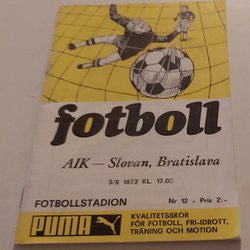 fotboll
AIK — Slovan, Bratislava
5/8 1973 KL. 17.00
FOTBOLLSTADION Nr 12 - Pris 2:-
PUMA
KVALITETSSKOR
FÖR FOTBOLL, FRI-IDROTT,
TRÄNING OCH MOTION